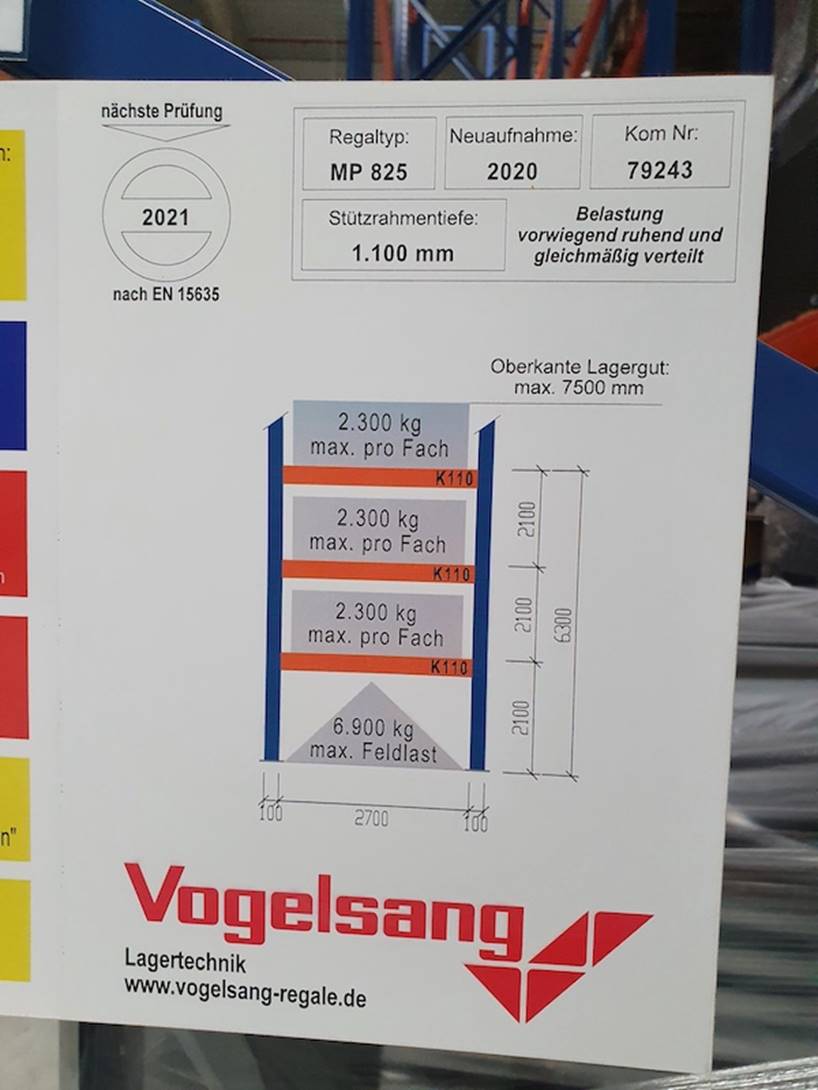 n:
n
n"
nächste Prüfung
2021
nach EN 15635
Regaltyp:
MP 825
Neuaufnahme:
2020
Kom Nr:
79243
Stützrahmentiefe:
1.100 mm
Belastung
vorwiegend ruhend und
gleichmäßig verteilt
Oberkante Lagergut:
max. 7500 mm
2.300 kg
max. pro Fach
K110
2.300 kg
max. pro Fach
K110
2.300 kg
max. pro Fach
K110
6.900 kg
max. Feldlast
2100
2100
2100
6300
100
2700
100
Vogelsang
Lagertechnik
www.vogelsang-regale.de